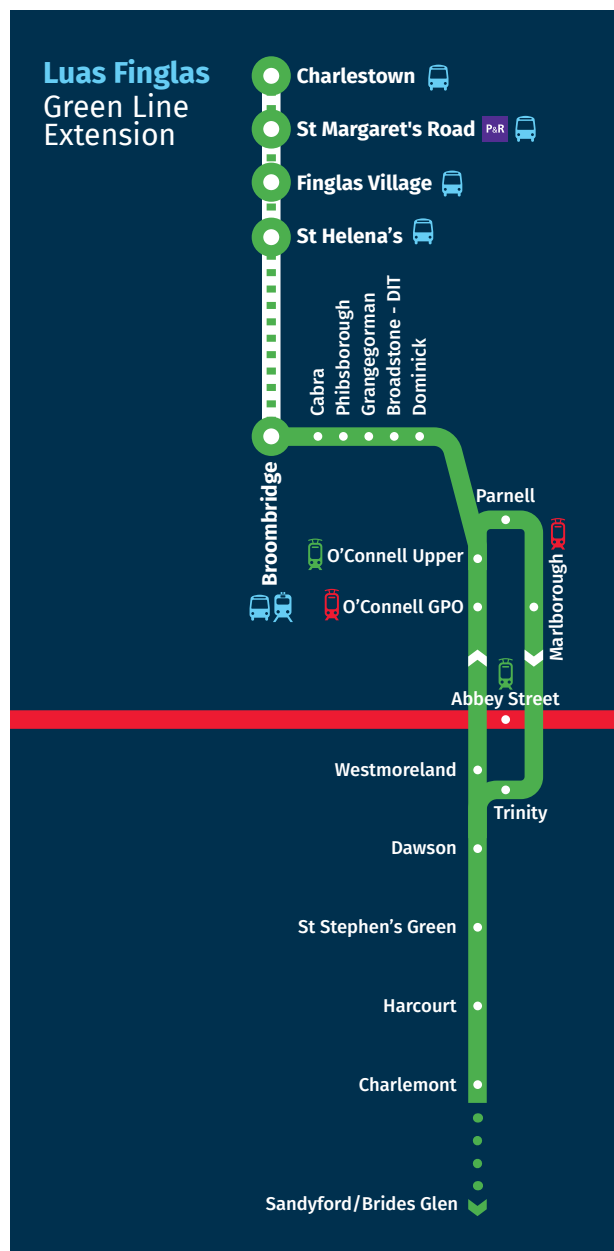 Luas Finglas
Green Line
Extension
Charlestown
St Margaret's Road P&R
Finglas Village
St Helena’s
Cabra
Phibsborough
Grangegorman
Broadstone - DIT
Dominick
Broombridge
Parnell
O’Connell Upper
O’Connell GPO
Marlborough
Abbey Street
Westmoreland
Trinity
Dawson
St Stephen’s Green
Harcourt
Charlemont
Sandyford/Brides Glen